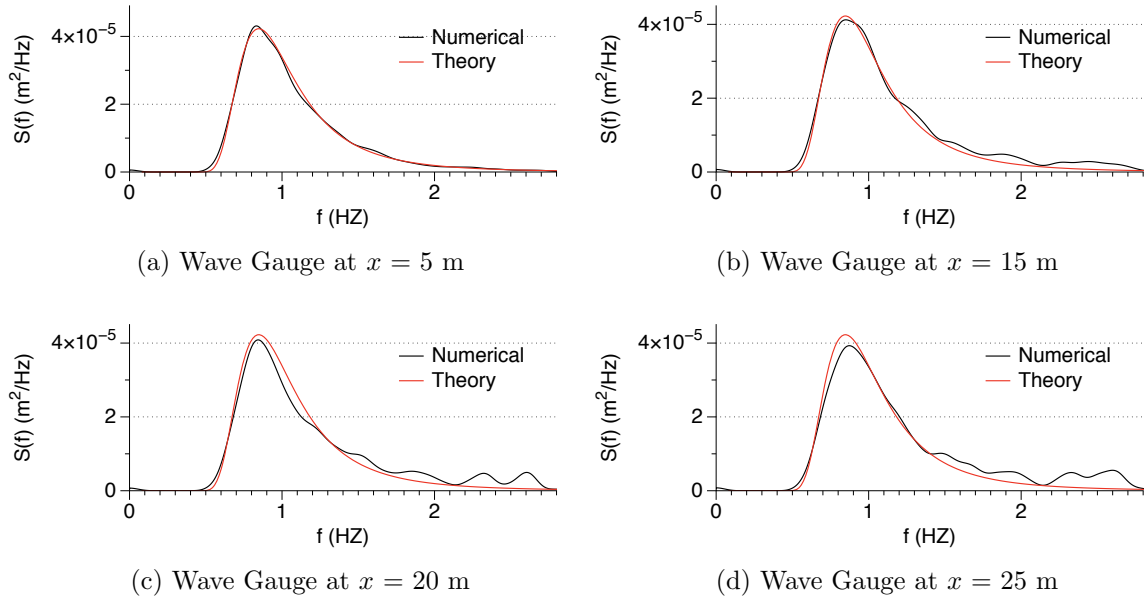 4×10⁻⁵
2
0
S(f) (m²/Hz)
Numerical
Theory
0 1 2
f (HZ)
(a) Wave Gauge at x = 5 m
4×10⁻⁵
2
0
S(f) (m²/Hz)
Numerical
Theory
0 1 2
f (HZ)
(b) Wave Gauge at x = 15 m
4×10⁻⁵
2
0
S(f) (m²/Hz)
Numerical
Theory
0 1 2
f (HZ)
(c) Wave Gauge at x = 20 m
4×10⁻⁵
2
0
S(f) (m²/Hz)
Numerical
Theory
0 1 2
f (HZ)
(d) Wave Gauge at x = 25 m